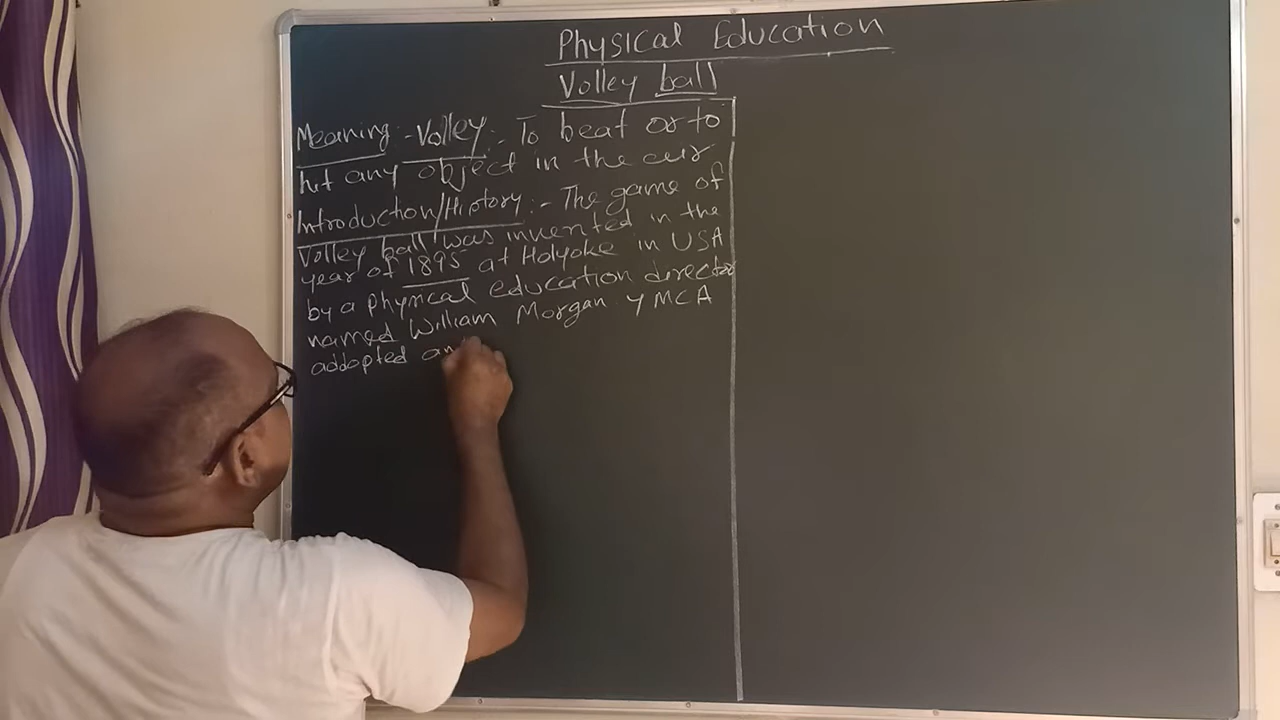 Physical Education
Volley ball
Meaning:- Volley:- To beat or to
hit any object in the air
Introduction/History:- The game of
Volley ball was invented in the
year of 1895 at Holyoke in USA
by a physical education director
named William Morgan YMCA
addopted an